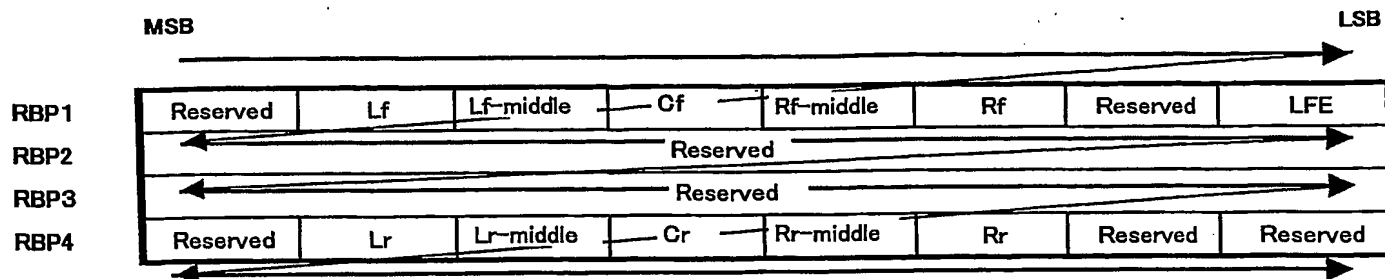 MSB LSB
RBP1 Reserved Lf Lf-middle Cf Rf-middle Rf Reserved LFE
RBP2 Reserved
RBP3 Reserved
RBP4 Reserved Lr Lr-middle Cr Rr-middle Rr Reserved Reserved